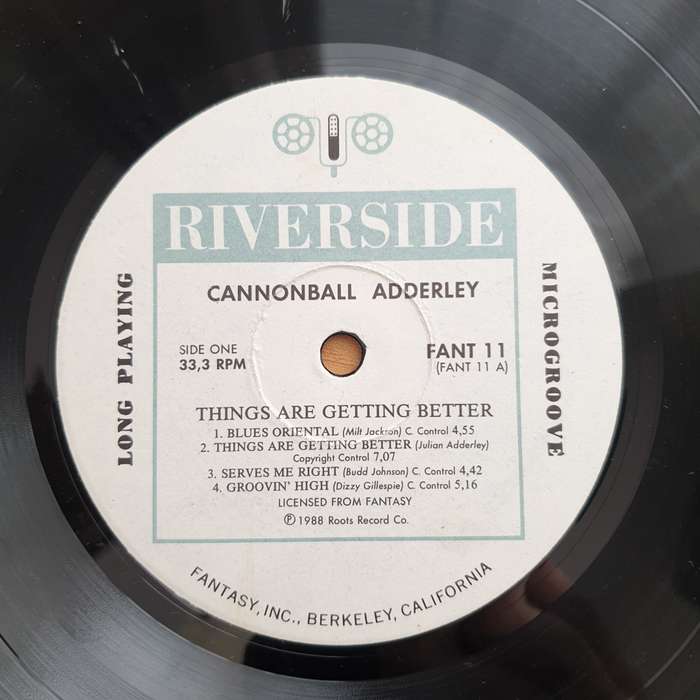 RIVERSIDE
CANNONBALL ADDERLEY
SIDE ONE
33,3 RPM
FANT 11
(FANT 11 A)
LONG PLAYING
MICROGROOVE
THINGS ARE GETTING BETTER
1. BLUES ORIENTAL (Milt Jackson) C. Control 4,55
2. THINGS ARE GETTING BETTER (Julian Adderley)
Copyright Control 7,07
3. SERVES ME RIGHT (Budd Johnson) C. Control 4,42
4. GROOVIN' HIGH (Dizzy Gillespie) C. Control 5,16
LICENSED FROM FANTASY
℗ 1988 Roots Record Co.
FANTASY, INC., BERKELEY, CALIFORNIA